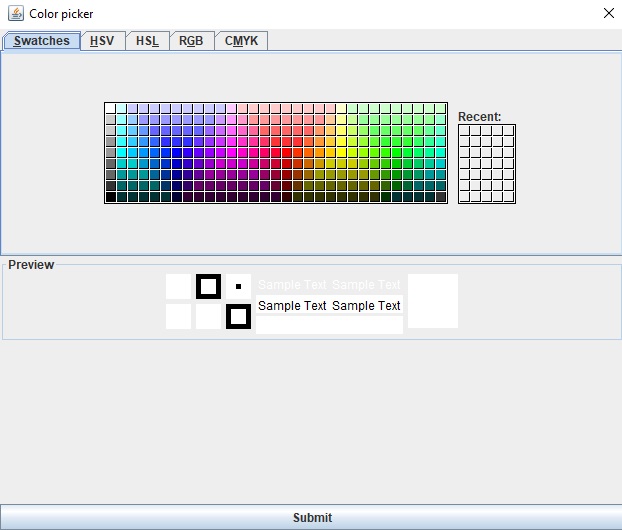 Color picker
Swatches HSV HSL RGB CMYK
Recent:
Preview
Sample Text Sample Text
Sample Text Sample Text
Submit